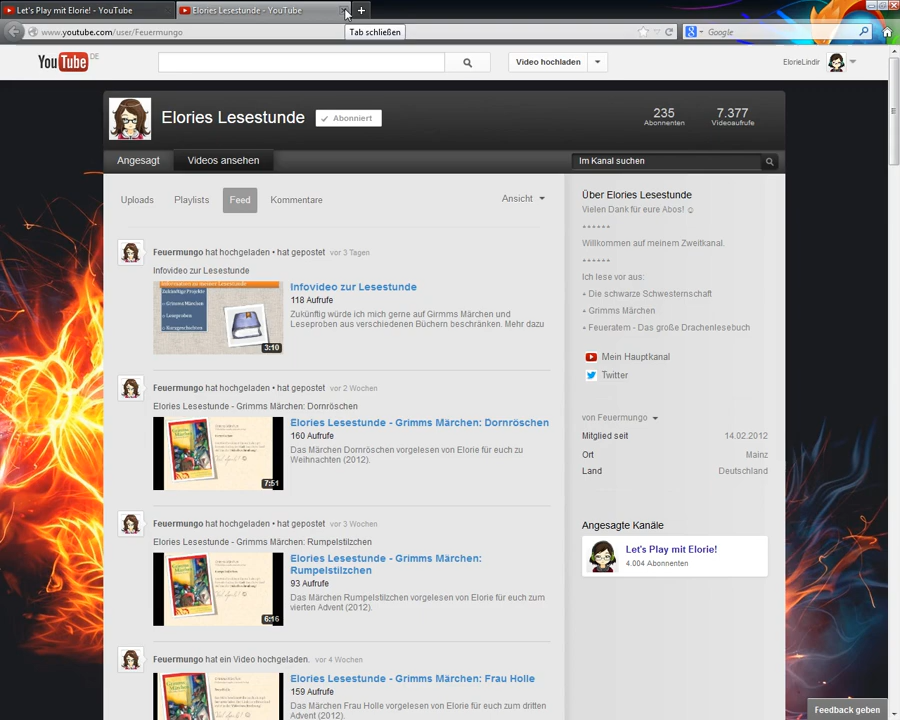 Let's Play mit Elorie! - YouTube
Elories Lesestunde - YouTube
www.youtube.com/user/Feuermungo
Tab schließen
Google
YouTube DE
Video hochladen
ElorieLindir
Elories Lesestunde
Abonniert
235
Abonnenten
7.377
Videoaufrufe
Angesagt
Videos ansehen
Im Kanal suchen
Uploads
Playlists
Feed
Kommentare
Ansicht
Feuermungo hat hochgeladen • hat gepostet vor 3 Tagen
Infovideo zur Lesestunde
Zukünftige Projekte
Grimms Märchen
Leseproben
Kurzgeschichten
3:10
Infovideo zur Lesestunde
118 Aufrufe
Zukünftig würde ich mich gerne auf Girmms Märchen und
Leseproben aus verschiedenen Büchern beschränken. Mehr dazu
Feuermungo hat hochgeladen • hat gepostet vor 2 Wochen
Elories Lesestunde - Grimms Märchen: Dornröschen
7:51
Elories Lesestunde - Grimms Märchen: Dornröschen
160 Aufrufe
Das Märchen Dornröschen vorgelesen von Elorie für euch zu
Weihnachten (2012).
Feuermungo hat hochgeladen • hat gepostet vor 3 Wochen
Elories Lesestunde - Grimms Märchen: Rumpelstilzchen
6:16
Elories Lesestunde - Grimms Märchen:
Rumpelstilzchen
93 Aufrufe
Das Märchen Rumpelstilzchen vorgelesen von Elorie für euch zum
vierten Advent (2012).
Feuermungo hat ein Video hochgeladen. vor 4 Wochen
Elories Lesestunde - Grimms Märchen: Frau Holle
159 Aufrufe
Das Märchen Frau Holle vorgelesen von Elorie für euch zum dritten
Advent (2012).
Über Elories Lesestunde
Vielen Dank für eure Abos! ☺
++++++
Willkommen auf meinem Zweitkanal.
++++++
Ich lese vor aus:
+ Die schwarze Schwesternschaft
+ Grimms Märchen
+ Feueratem - Das große Drachenlesebuch
Mein Hauptkanal
Twitter
von Feuermungo
Mitglied seit 14.02.2012
Ort Mainz
Land Deutschland
Angesagte Kanäle
Let's Play mit Elorie!
4.004 Abonnenten
Feedback geben